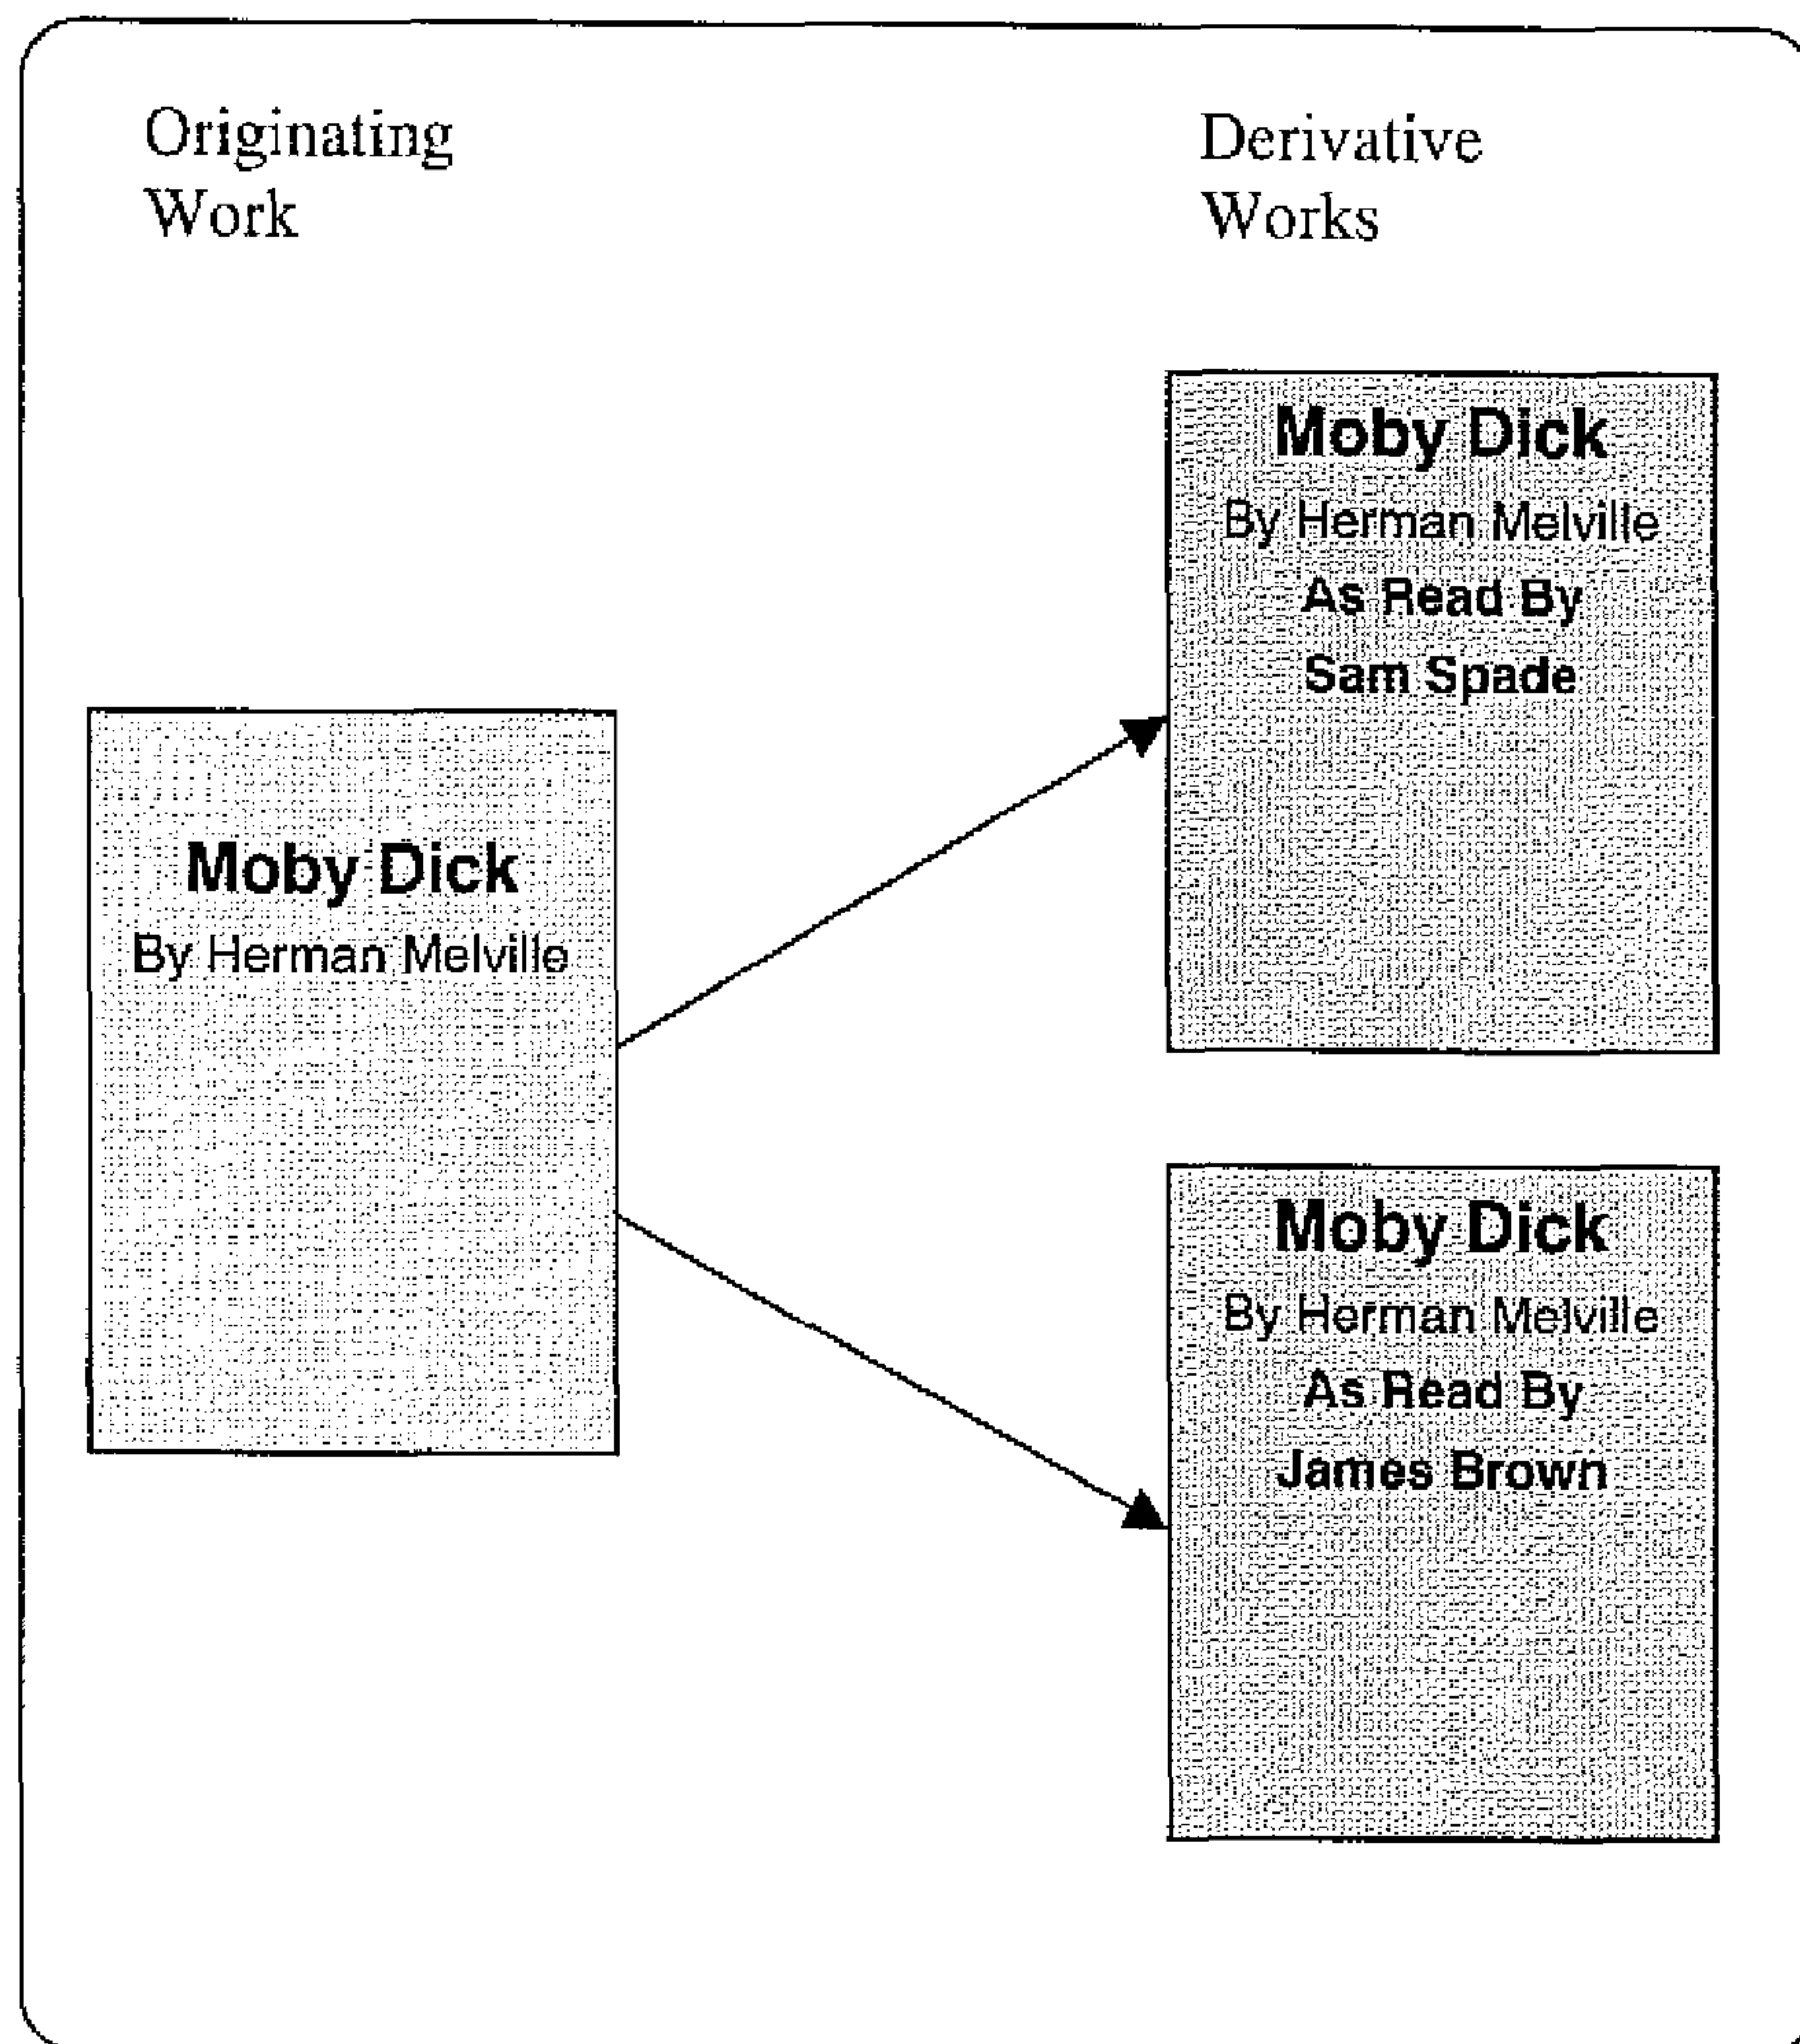 Originating
Work
Derivative
Works
Moby Dick
By Herman Melville
Moby Dick
By Herman Melville
As Read By
Sam Spade
Moby Dick
By Herman Melville
As Read By
James Brown